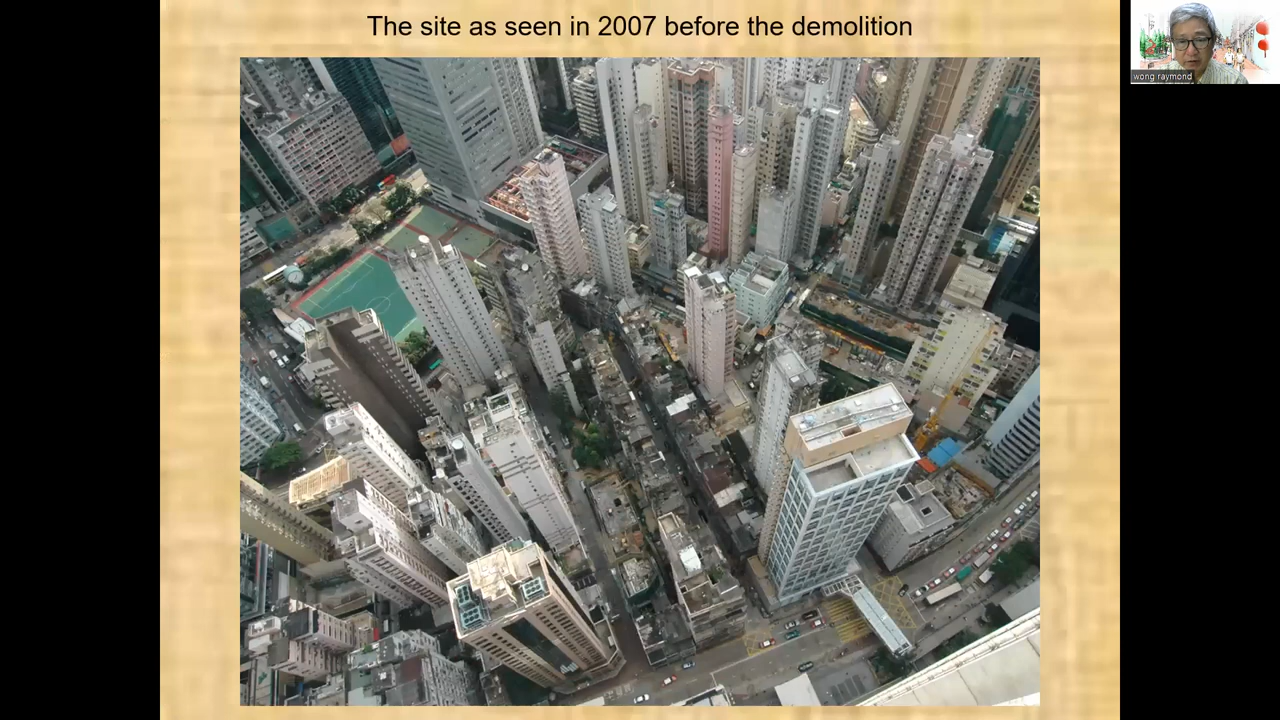 The site as seen in 2007 before the demolition
wong raymond